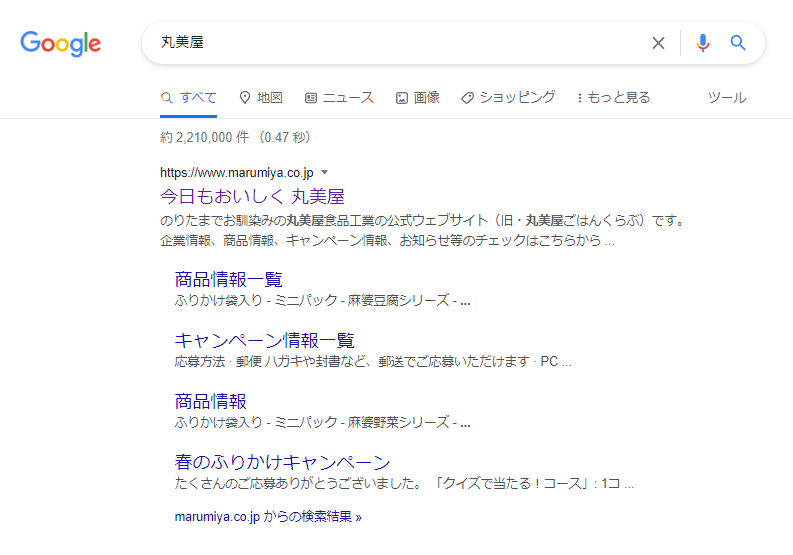 Google
丸美屋
すべて 地図 ニュース 画像 ショッピング もっと見る ツール
約 2,210,000 件 （0.47 秒）
https://www.marumiya.co.jp
今日もおいしく 丸美屋
のりたまでお馴染みの丸美屋食品工業の公式ウェブサイト（旧・丸美屋ごはんくらぶ）です。
企業情報、商品情報、キャンペーン情報、お知らせ等のチェックはこちらから ...
商品情報一覧
ふりかけ袋入り - ミニパック - 麻婆豆腐シリーズ - ...
キャンペーン情報一覧
応募方法 · 郵便 ハガキや封書など、郵送でご応募いただけます · PC ...
商品情報
ふりかけ袋入り - ミニパック - 麻婆野菜シリーズ - ...
春のふりかけキャンペーン
たくさんのご応募ありがとうございました。 「クイズで当たる！コース」: 1コ ...
marumiya.co.jp からの検索結果 »